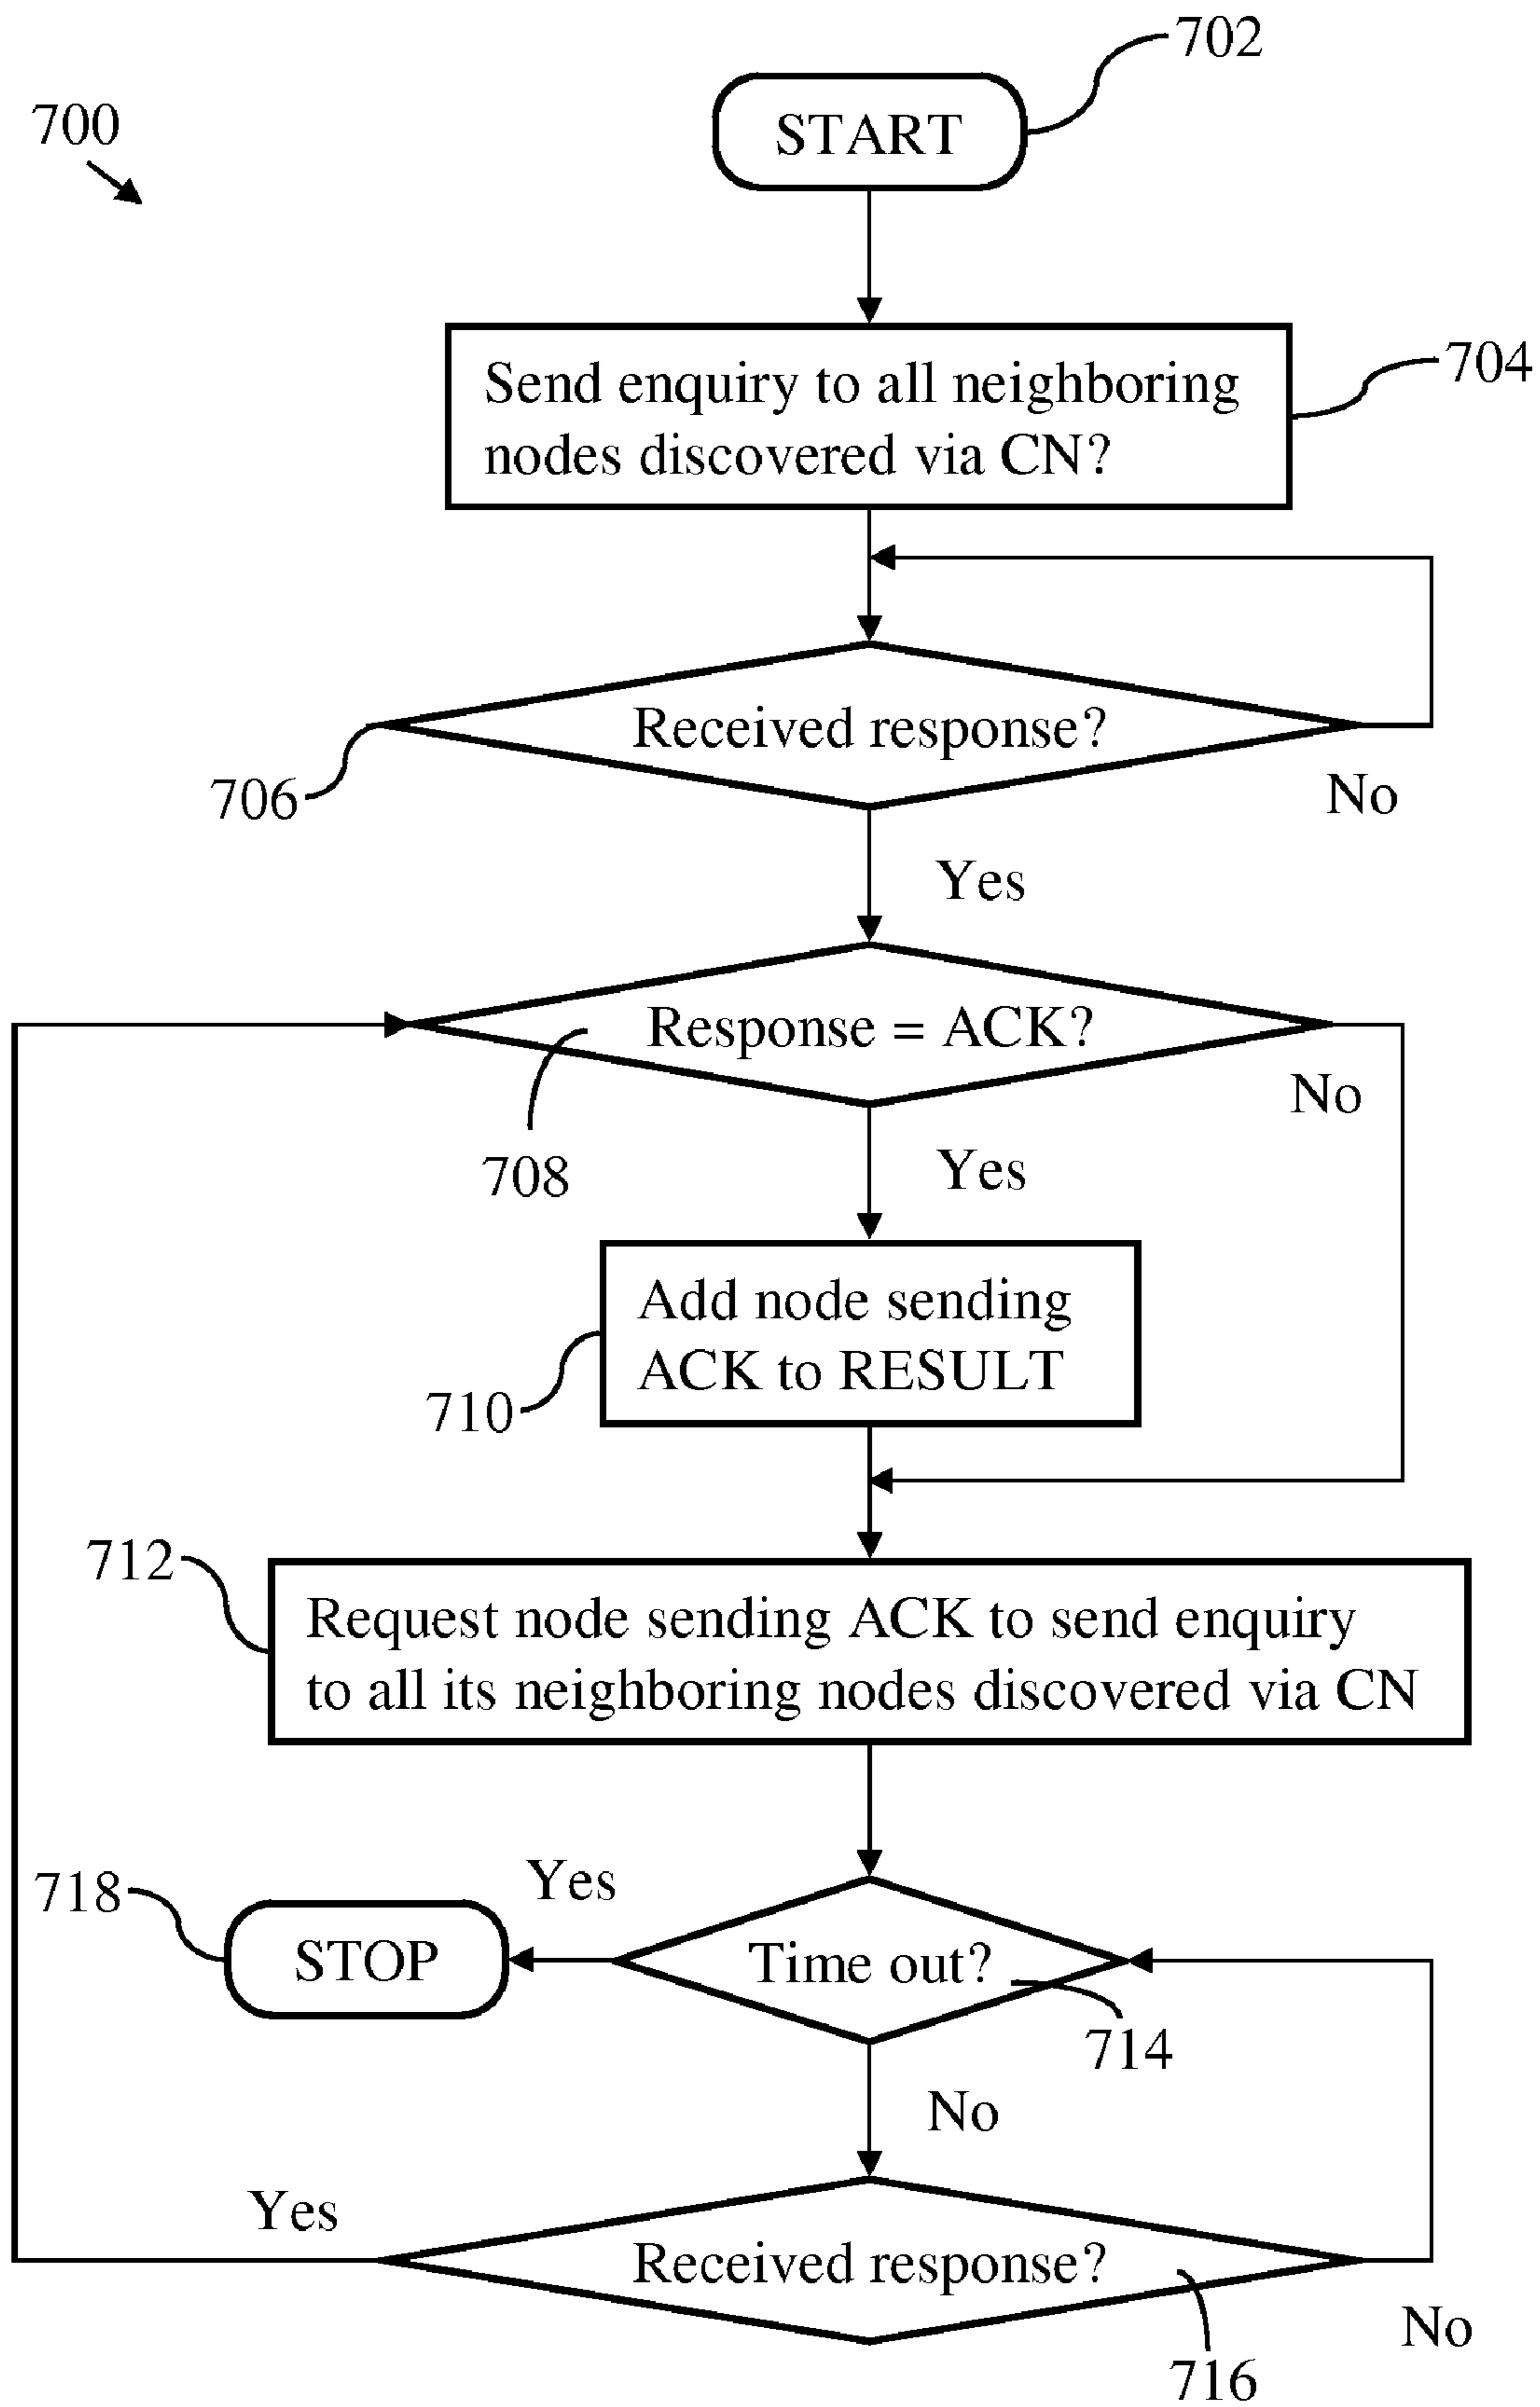 702
700
START
704
Send enquiry to all neighboring
nodes discovered via CN?
Received response?
706
No
Yes
Response = ACK?
No
708
Yes
Add node sending
ACK to RESULT
710
712
Request node sending ACK to send enquiry
to all its neighboring nodes discovered via CN
718
Yes
STOP
Time out?
714
No
Yes
Received response?
No
716